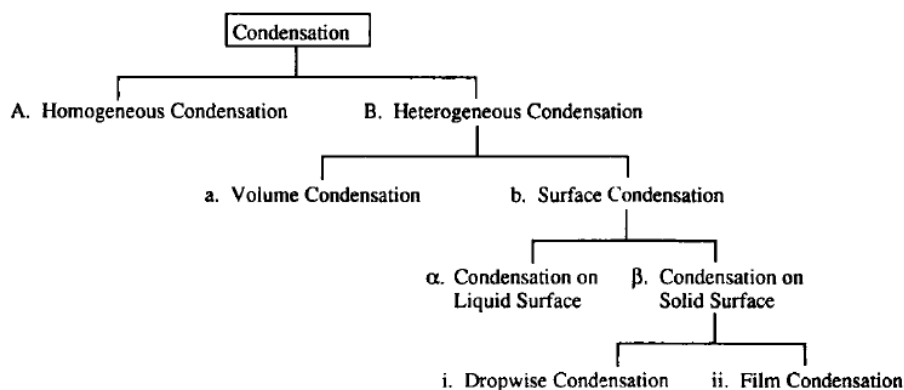 Condensation
A. Homogeneous Condensation
B. Heterogeneous Condensation
a. Volume Condensation
b. Surface Condensation
α. Condensation on
Liquid Surface
β. Condensation on
Solid Surface
i. Dropwise Condensation
ii. Film Condensation